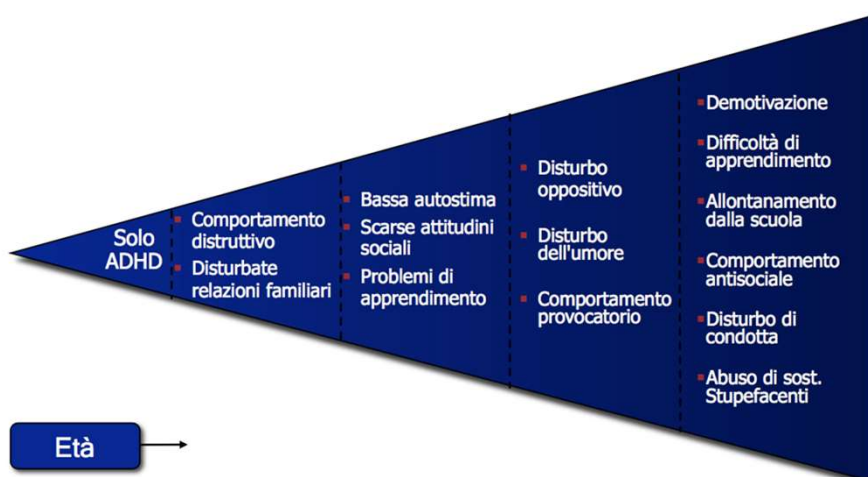 Solo
ADHD
Comportamento
distruttivo
Disturbate
relazioni familiari
Bassa autostima
Scarse attitudini
sociali
Problemi di
apprendimento
Disturbo
oppositivo
Disturbo
dell'umore
Comportamento
provocatorio
Demotivazione
Difficoltà di
apprendimento
Allontanamento
dalla scuola
Comportamento
antisociale
Disturbo di
condotta
Abuso di sost.
Stupefacenti
Età